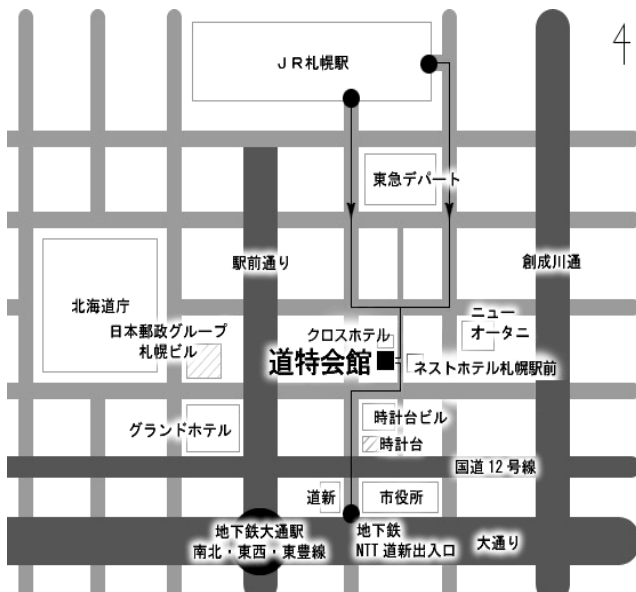 4
JR札幌駅
東急デパート
駅前通り
創成川通
北海道庁
日本郵政グループ
札幌ビル
クロスホテル
ニュー
オータニ
道特会館
ネストホテル札幌駅前
グランドホテル
時計台ビル
時計台
国道12号線
道新
市役所
地下鉄大通駅
南北・東西・東豊線
地下鉄
NTT道新出入口
大通り